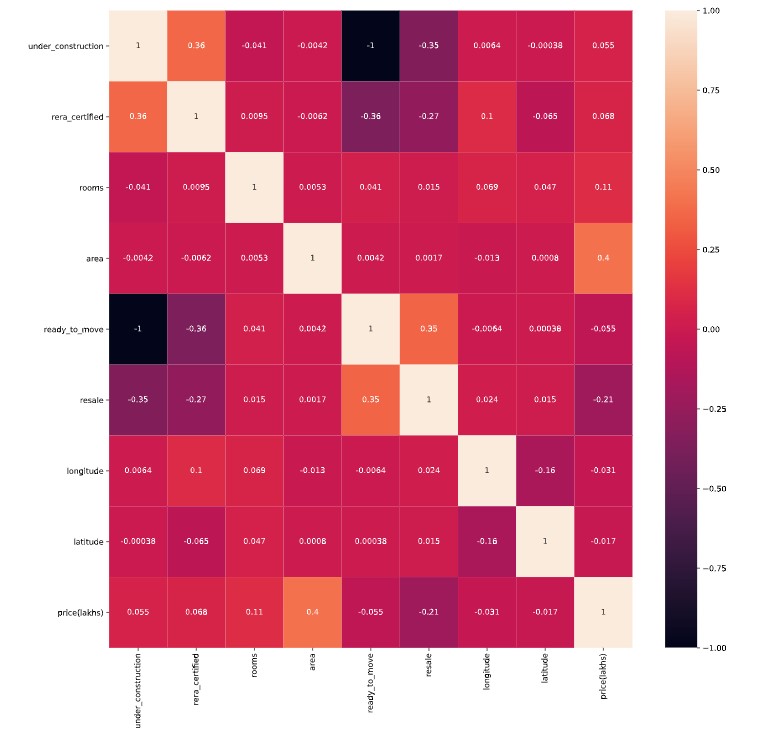 under_construction 1 0.36 -0.041 -0.0042 -1 -0.35 0.0064 -0.00038 0.055
rera_certified 0.36 1 0.0095 -0.0062 -0.36 -0.27 0.1 -0.065 0.068
rooms -0.041 0.0095 1 0.0053 0.041 0.015 0.069 0.047 0.11
area -0.0042 -0.0062 0.0053 1 0.0042 0.0017 -0.013 0.0008 0.4
ready_to_move -1 -0.36 0.041 0.0042 1 0.35 -0.0064 0.00038 -0.055
resale -0.35 -0.27 0.015 0.0017 0.35 1 0.024 0.015 -0.21
longitude 0.0064 0.1 0.069 -0.013 -0.0064 0.024 1 -0.16 -0.031
latitude -0.00038 -0.065 0.047 0.0008 0.00038 0.015 -0.16 1 -0.017
price(lakhs) 0.055 0.068 0.11 0.4 -0.055 -0.21 -0.031 -0.017 1
under_construction
rera_certified
rooms
area
ready_to_move
resale
longitude
latitude
price(lakhs)
1.00
0.75
0.50
0.25
0.00
−0.25
−0.50
−0.75
−1.00